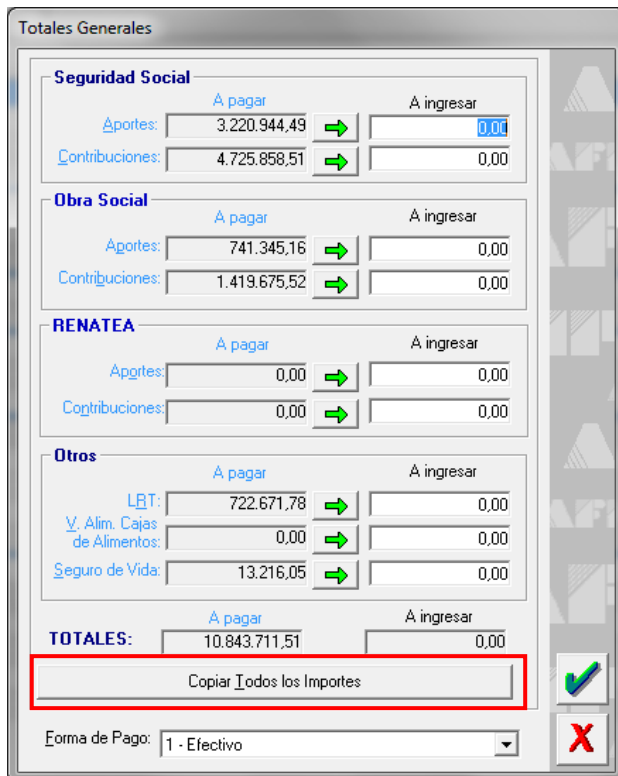 Totales Generales
Seguridad Social
A pagar A ingresar
Aportes: 3.220.944,49 0,00
Contribuciones: 4.725.858,51 0,00
Obra Social
A pagar A ingresar
Aportes: 741.345,16 0,00
Contribuciones: 1.419.675,52 0,00
RENATEA
A pagar A ingresar
Aportes: 0,00 0,00
Contribuciones: 0,00 0,00
Otros
A pagar A ingresar
LRT: 722.671,78 0,00
V. Alim. Cajas
de Alimentos: 0,00 0,00
Seguro de Vida: 13.216,05 0,00
A pagar A ingresar
TOTALES: 10.843.711,51 0,00
Copiar Todos los Importes
Forma de Pago: 1 - Efectivo